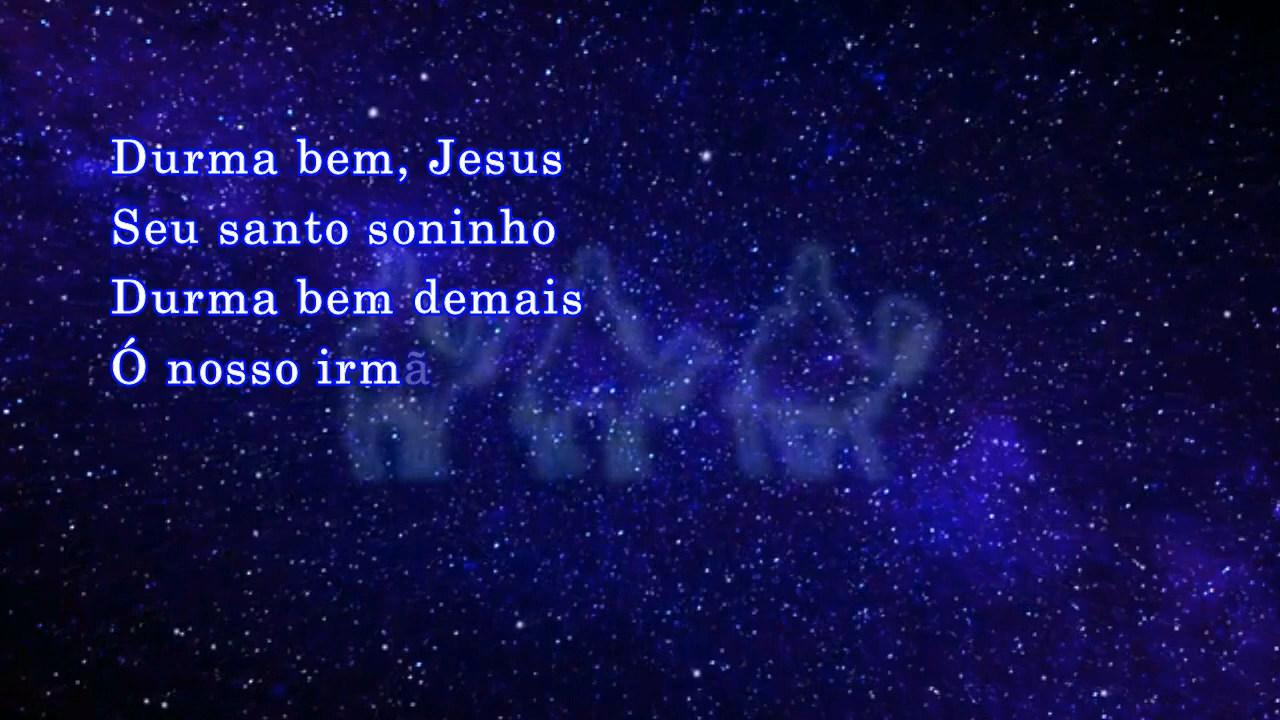 Durma bem, Jesus
Seu santo soninho
Durma bem demais
Ó nosso irmã